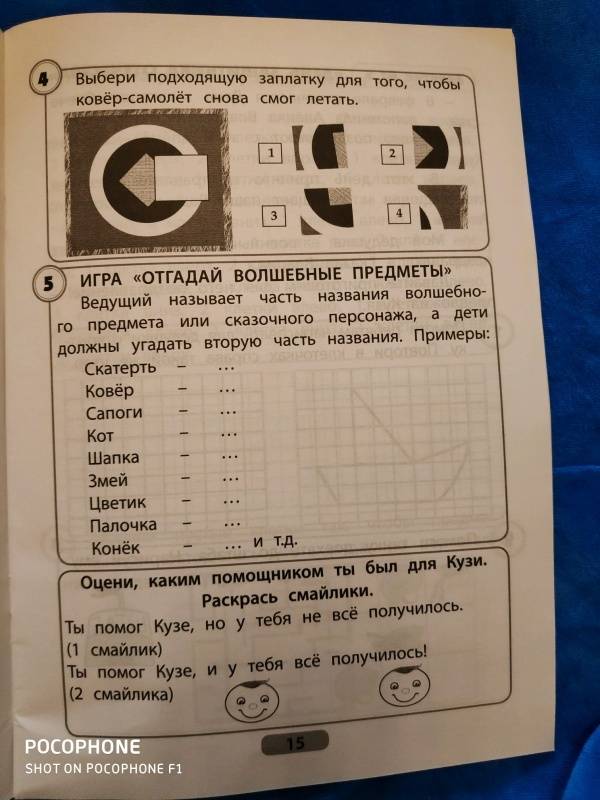 4
Выбери подходящую заплатку для того, чтобы
ковёр-самолёт снова смог летать.
1
2
3
4
5
ИГРА «ОТГАДАЙ ВОЛШЕБНЫЕ ПРЕДМЕТЫ»
Ведущий называет часть названия волшебно-
го предмета или сказочного персонажа, а дети
должны угадать вторую часть названия. Примеры:
Скатерть – ...
Ковёр – ...
Сапоги – ...
Кот – ...
Шапка – ...
Змей – ...
Цветик – ...
Палочка – ...
Конёк – ... и т.д.
Оцени, каким помощником ты был для Кузи.
Раскрась смайлики.
Ты помог Кузе, но у тебя не всё получилось.
(1 смайлик)
Ты помог Кузе, и у тебя всё получилось!
(2 смайлика)
15
POCOPHONE
SHOT ON POCOPHONE F1